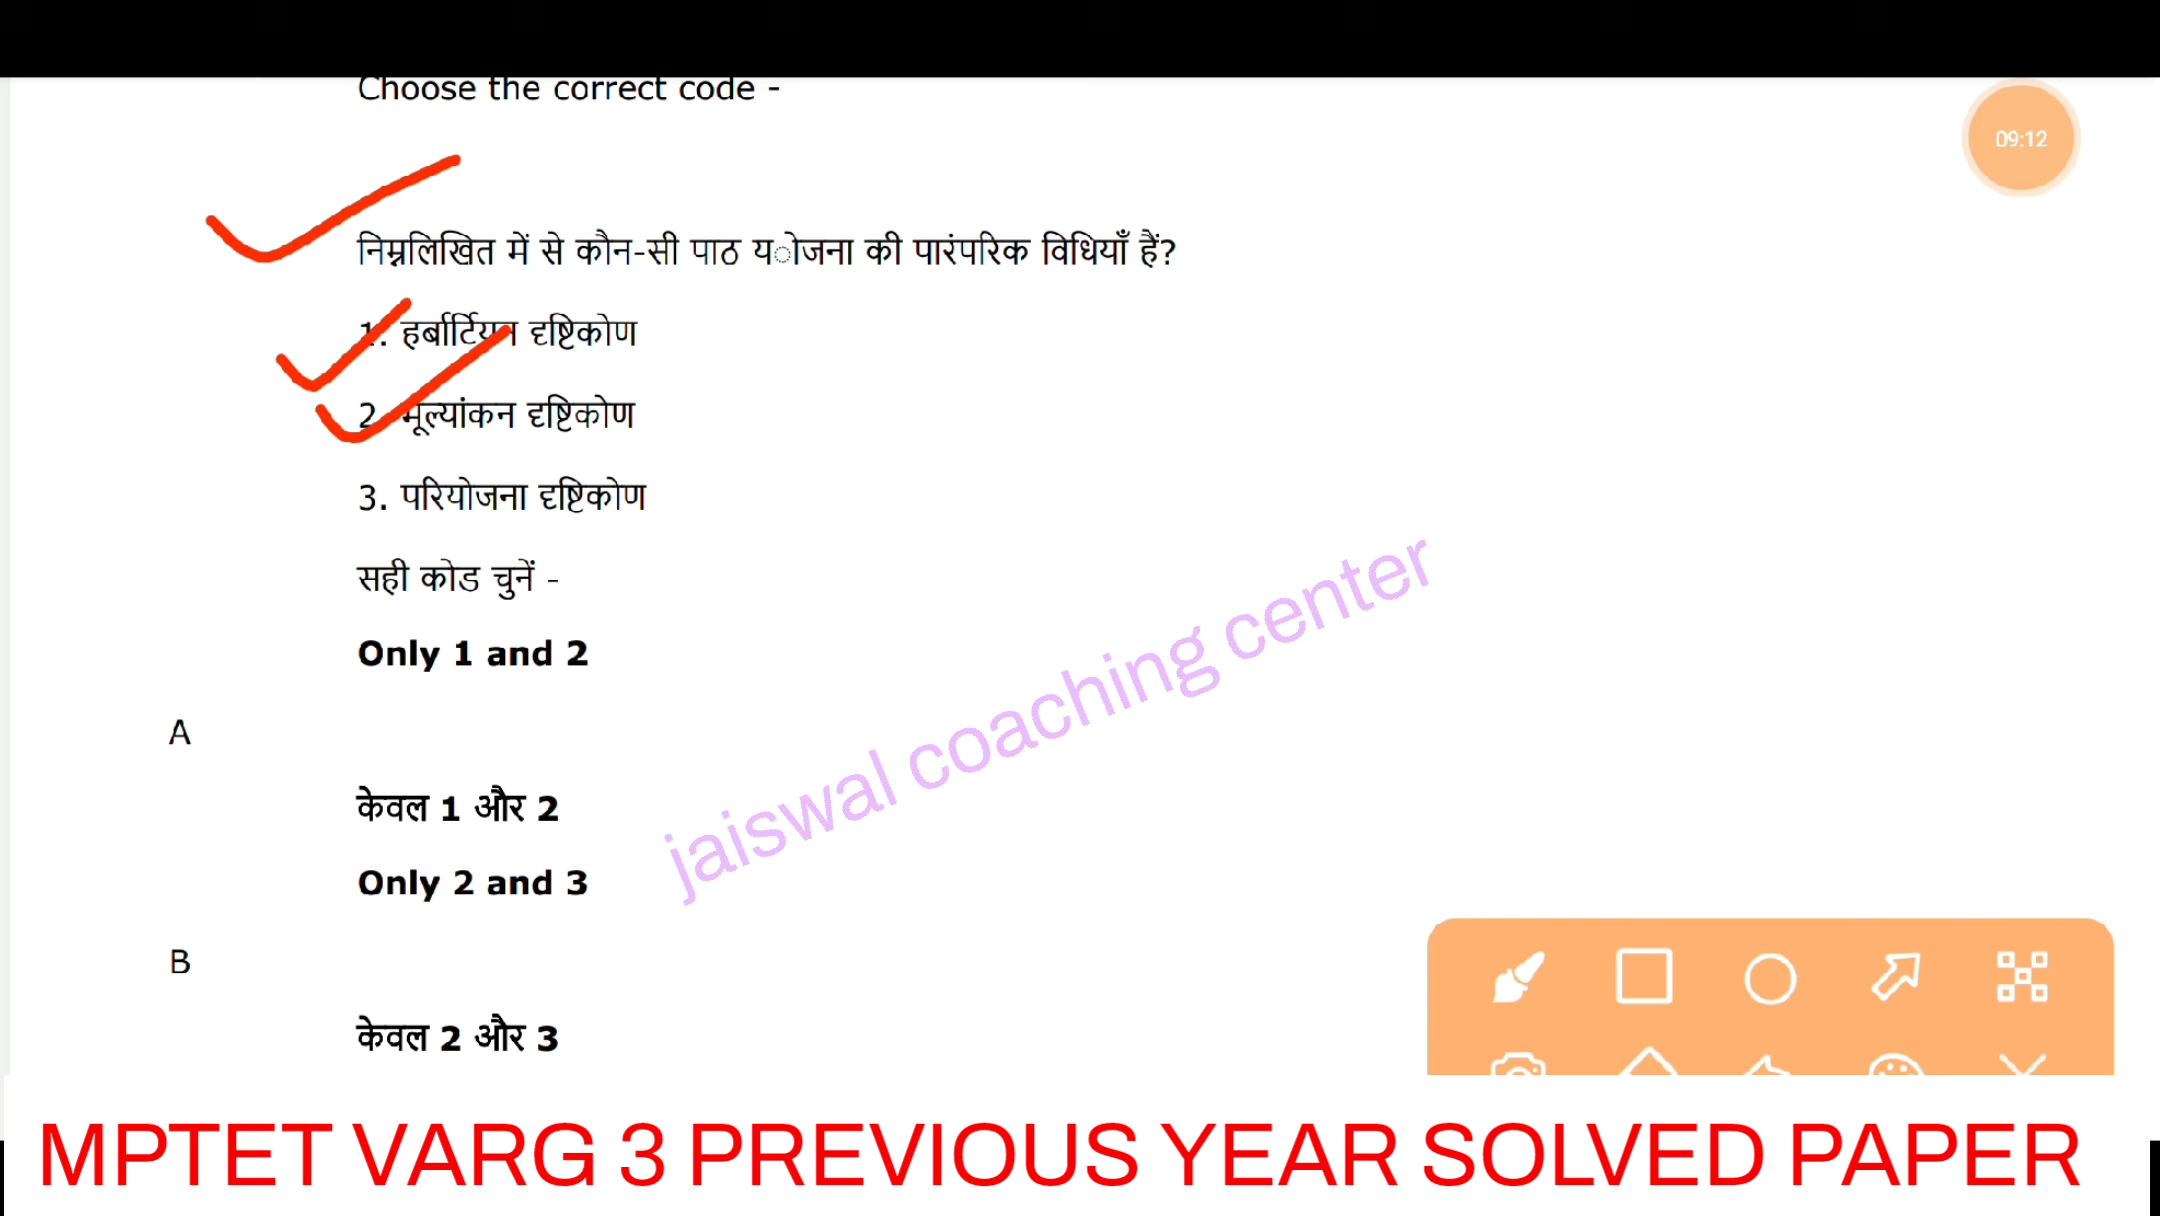 Choose the correct code -
09:12
निम्नलिखित में से कौन-सी पाठ योजना की पारंपरिक विधियाँ हैं?
1. हर्बार्टियन दृष्टिकोण
2. मूल्यांकन दृष्टिकोण
3. परियोजना दृष्टिकोण
सही कोड चुनें -
Only 1 and 2
A
केवल 1 और 2
Only 2 and 3
B
केवल 2 और 3
jaiswal coaching center
MPTET VARG 3 PREVIOUS YEAR SOLVED PAPER